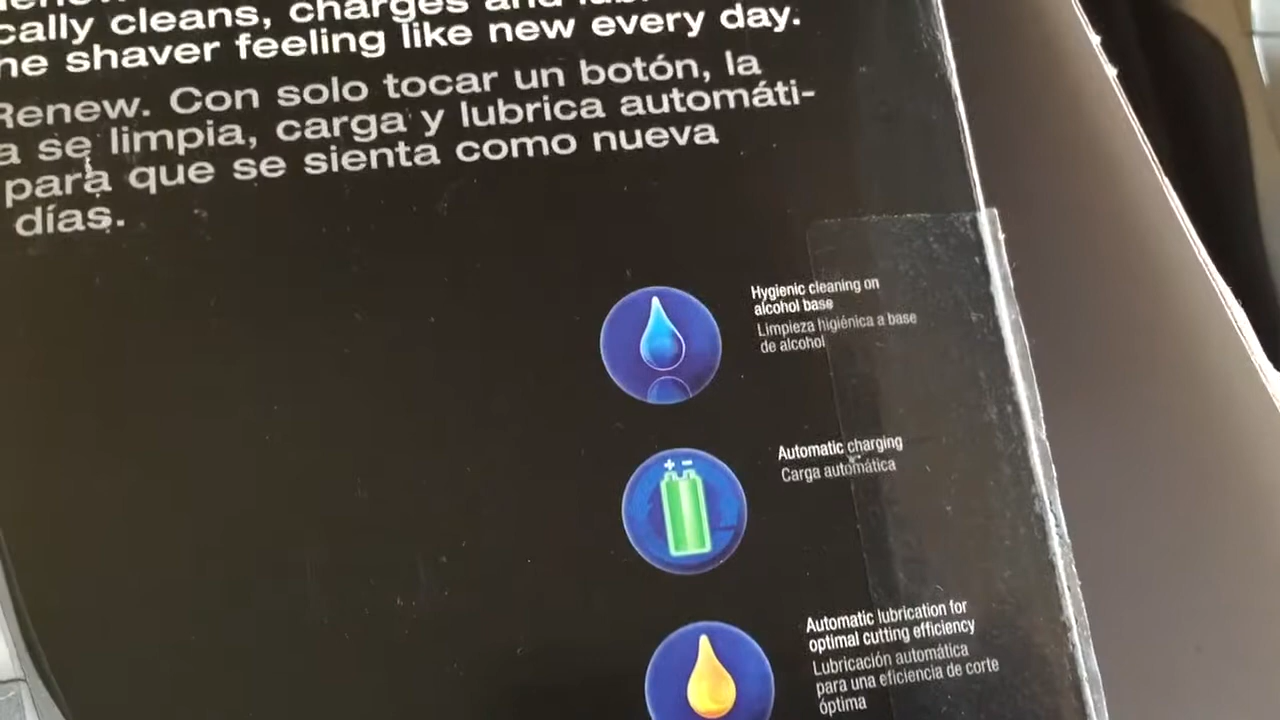 cally cleans, charges and
shaver feeling like new every day.
Renew. Con solo tocar un botón, la
a se limpia, carga y lubrica automáti-
para que se sienta como nueva
días.
Hygienic cleaning on
alcohol base
Limpieza higiénica a base
de alcohol
+ -
Automatic charging
Carga automática
Automatic lubrication for
optimal cutting efficiency
Lubricación automática
para una eficiencia de corte
óptima